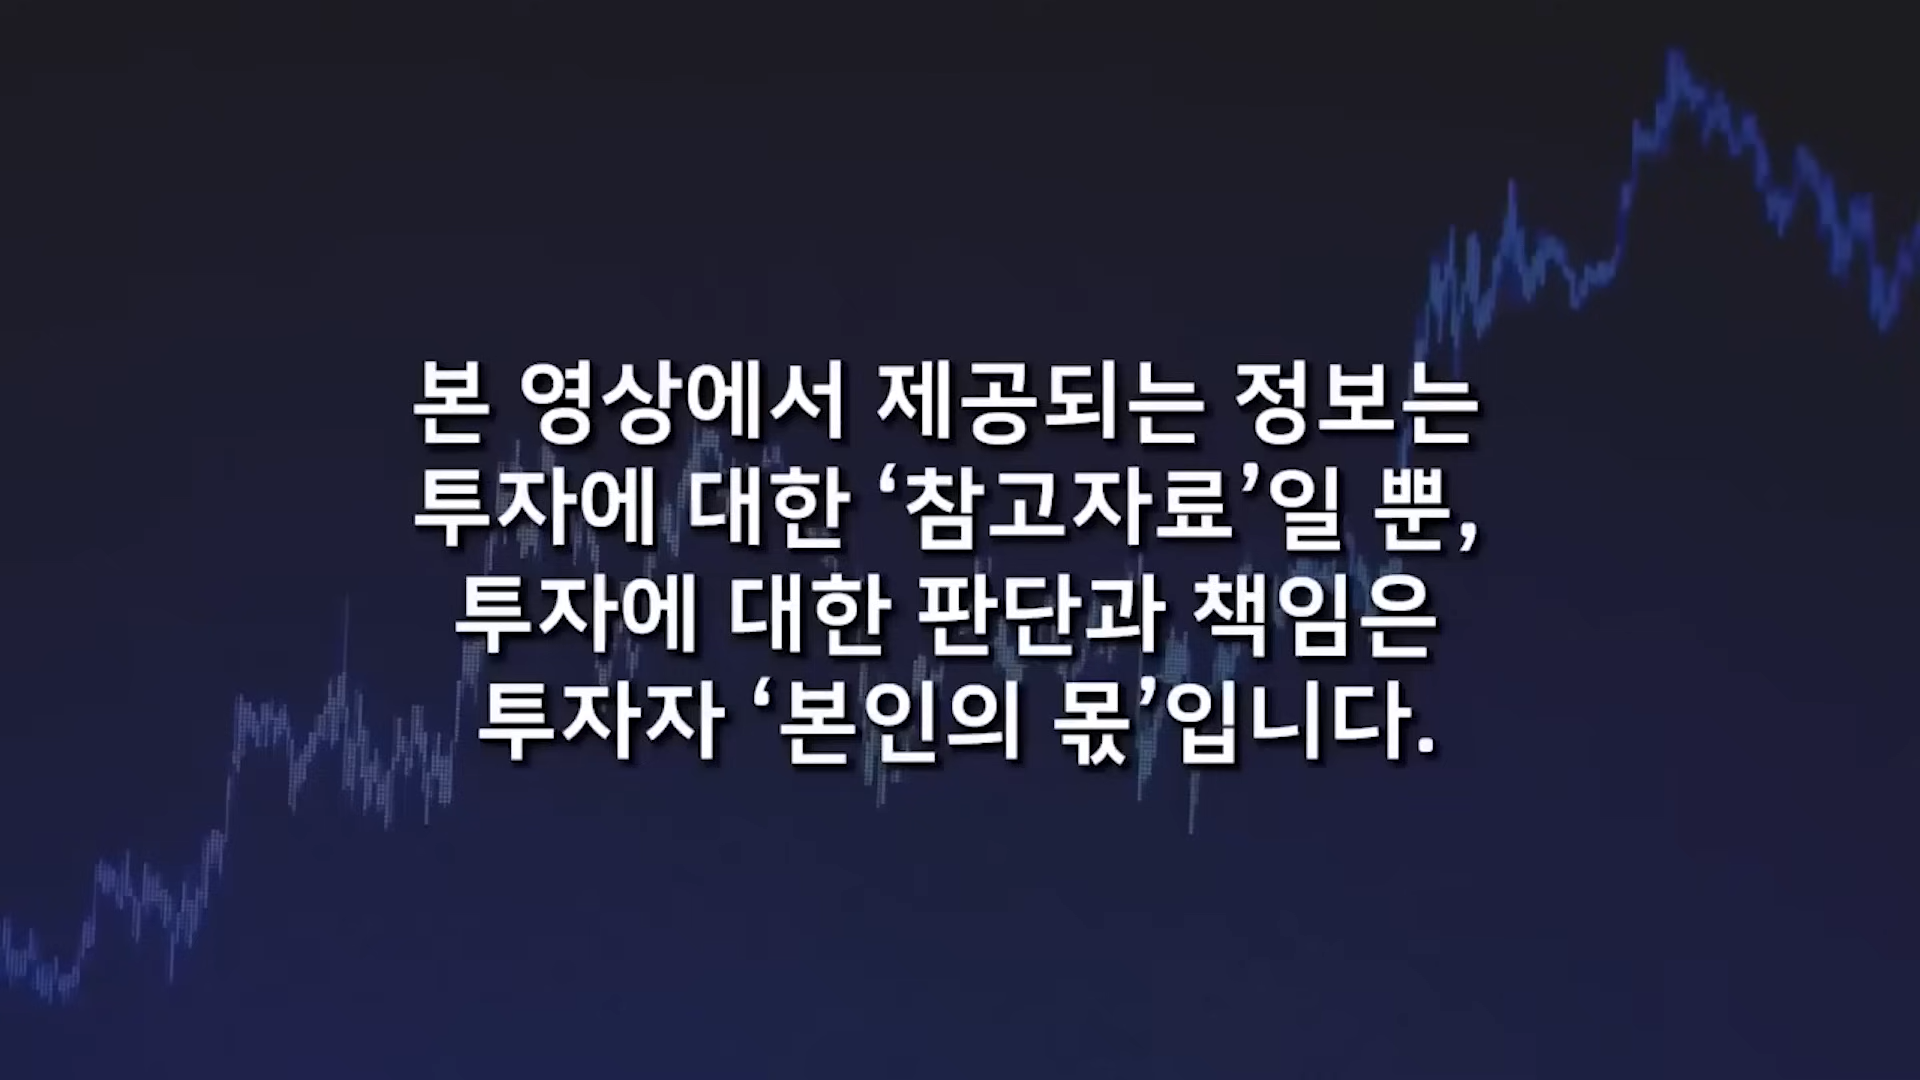 본 영상에서 제공되는 정보는
투자에 대한 ‘참고자료’일 뿐,
투자에 대한 판단과 책임은
투자자 ‘본인의 몫’입니다.